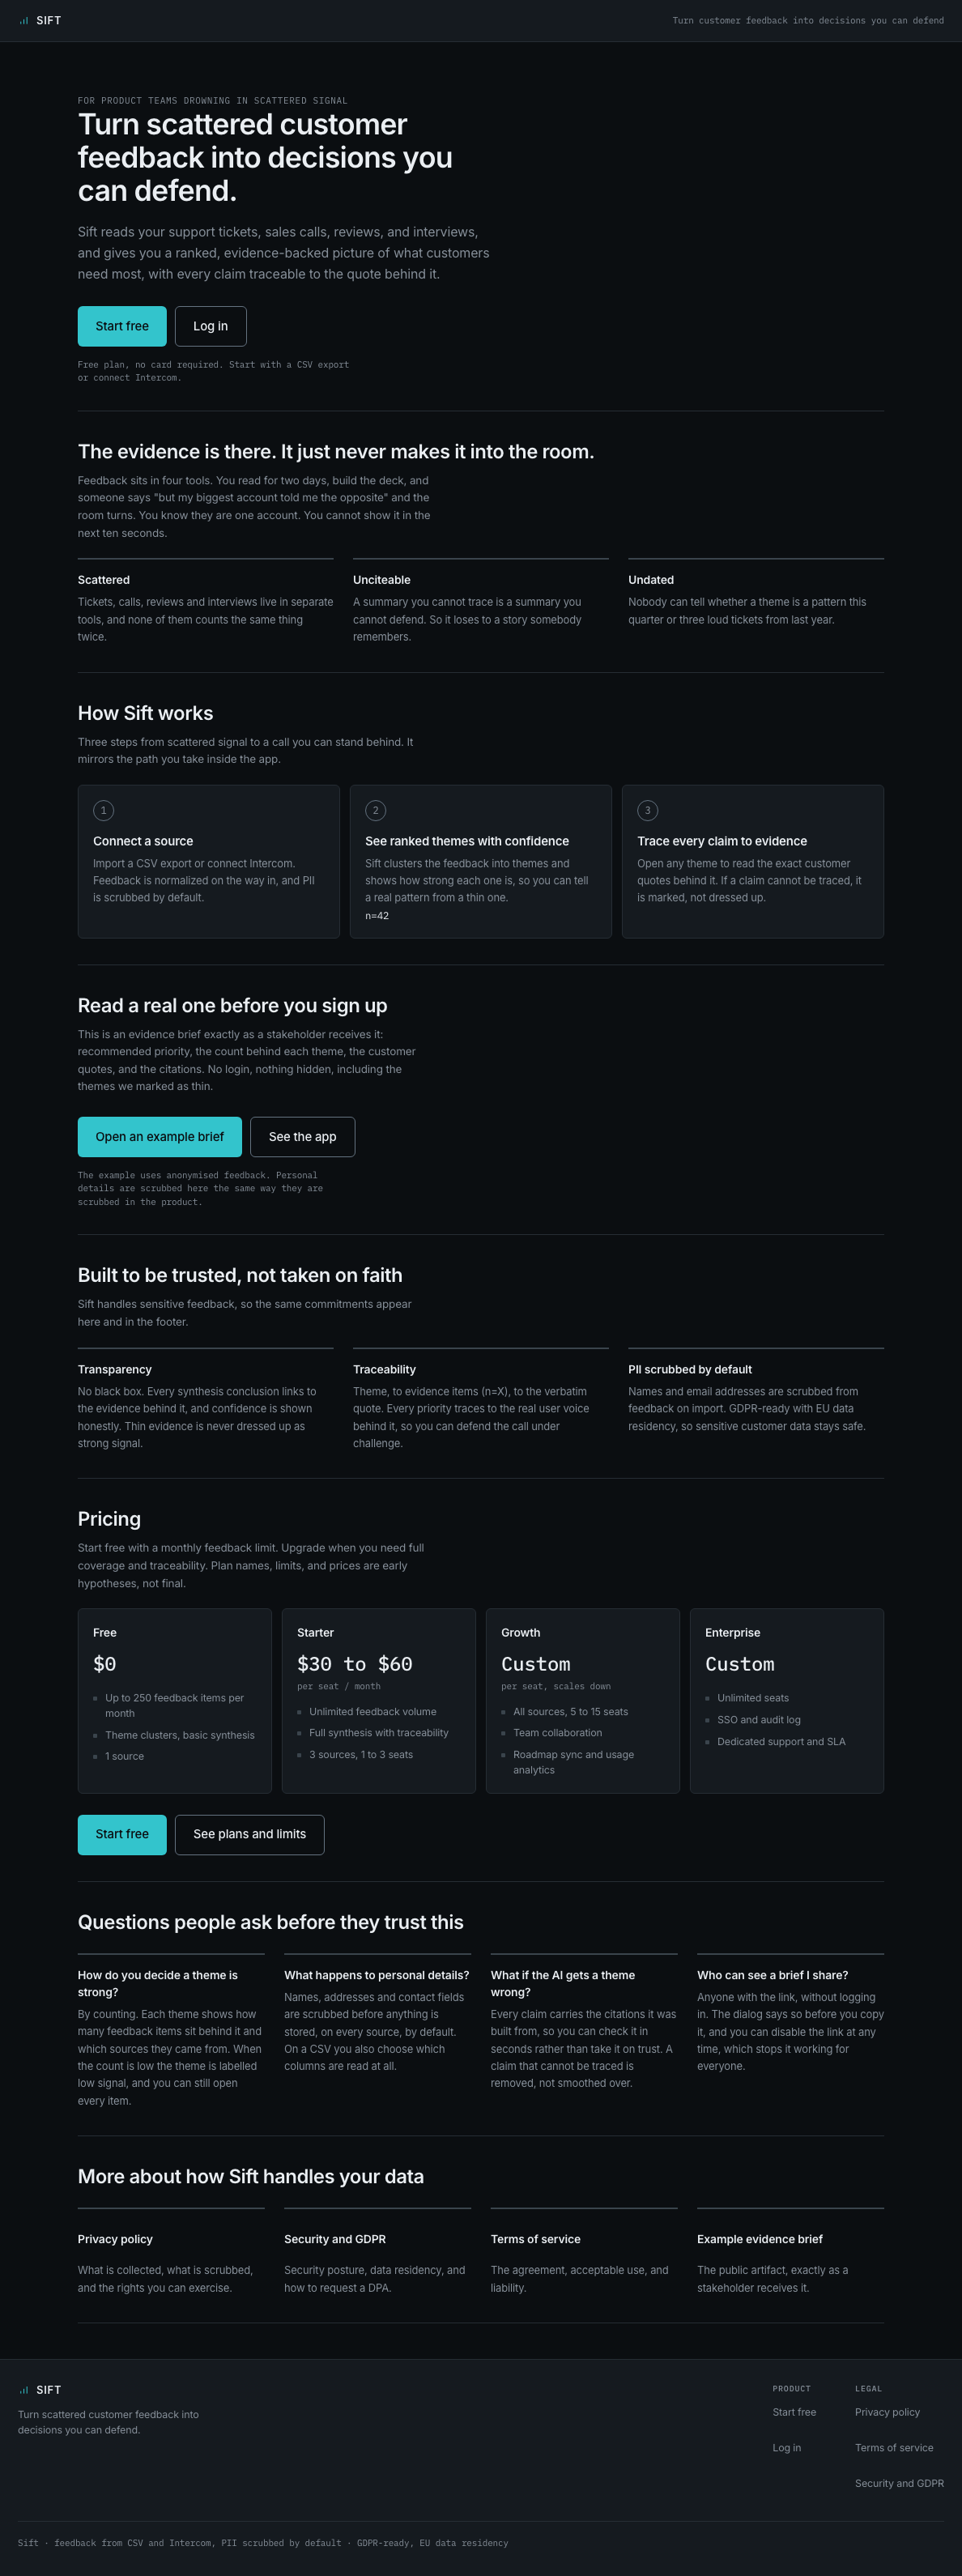 SIFT
Turn customer feedback into decisions you can defend
FOR PRODUCT TEAMS DROWNING IN SCATTERED SIGNAL
Turn scattered customer
feedback into decisions you
can defend.
Sift reads your support tickets, sales calls, reviews, and interviews,
and gives you a ranked, evidence-backed picture of what customers
need most, with every claim traceable to the quote behind it.
Start free
Log in
Free plan, no card required. Start with a CSV export
or connect Intercom.
The evidence is there. It just never makes it into the room.
Feedback sits in four tools. You read for two days, build the deck, and
someone says "but my biggest account told me the opposite" and the
room turns. You know they are one account. You cannot show it in the
next ten seconds.
Scattered
Tickets, calls, reviews and interviews live in separate
tools, and none of them counts the same thing
twice.
Unciteable
A summary you cannot trace is a summary you
cannot defend. So it loses to a story somebody
remembers.
Undated
Nobody can tell whether a theme is a pattern this
quarter or three loud tickets from last year.
How Sift works
Three steps from scattered signal to a call you can stand behind. It
mirrors the path you take inside the app.
1
Connect a source
Import a CSV export or connect Intercom.
Feedback is normalized on the way in, and PII
is scrubbed by default.
2
See ranked themes with confidence
Sift clusters the feedback into themes and
shows how strong each one is, so you can tell
a real pattern from a thin one.
n=42
3
Trace every claim to evidence
Open any theme to read the exact customer
quotes behind it. If a claim cannot be traced, it
is marked, not dressed up.
Read a real one before you sign up
This is an evidence brief exactly as a stakeholder receives it:
recommended priority, the count behind each theme, the customer
quotes, and the citations. No login, nothing hidden, including the
themes we marked as thin.
Open an example brief
See the app
The example uses anonymised feedback. Personal
details are scrubbed here the same way they are
scrubbed in the product.
Built to be trusted, not taken on faith
Sift handles sensitive feedback, so the same commitments appear
here and in the footer.
Transparency
No black box. Every synthesis conclusion links to
the evidence behind it, and confidence is shown
honestly. Thin evidence is never dressed up as
strong signal.
Traceability
Theme, to evidence items (n=X), to the verbatim
quote. Every priority traces to the real user voice
behind it, so you can defend the call under
challenge.
PII scrubbed by default
Names and email addresses are scrubbed from
feedback on import. GDPR-ready with EU data
residency, so sensitive customer data stays safe.
Pricing
Start free with a monthly feedback limit. Upgrade when you need full
coverage and traceability. Plan names, limits, and prices are early
hypotheses, not final.
Free
$0
Up to 250 feedback items per
month
Theme clusters, basic synthesis
1 source
Starter
$30 to $60
per seat / month
Unlimited feedback volume
Full synthesis with traceability
3 sources, 1 to 3 seats
Growth
Custom
per seat, scales down
All sources, 5 to 15 seats
Team collaboration
Roadmap sync and usage
analytics
Enterprise
Custom
Unlimited seats
SSO and audit log
Dedicated support and SLA
Start free
See plans and limits
Questions people ask before they trust this
How do you decide a theme is
strong?
By counting. Each theme shows how
many feedback items sit behind it and
which sources they came from. When
the count is low the theme is labelled
low signal, and you can still open
every item.
What happens to personal details?
Names, addresses and contact fields
are scrubbed before anything is
stored, on every source, by default.
On a CSV you also choose which
columns are read at all.
What if the AI gets a theme
wrong?
Every claim carries the citations it was
built from, so you can check it in
seconds rather than take it on trust. A
claim that cannot be traced is
removed, not smoothed over.
Who can see a brief I share?
Anyone with the link, without logging
in. The dialog says so before you copy
it, and you can disable the link at any
time, which stops it working for
everyone.
More about how Sift handles your data
Privacy policy
What is collected, what is scrubbed,
and the rights you can exercise.
Security and GDPR
Security posture, data residency, and
how to request a DPA.
Terms of service
The agreement, acceptable use, and
liability.
Example evidence brief
The public artifact, exactly as a
stakeholder receives it.
SIFT
Turn scattered customer feedback into
decisions you can defend.
PRODUCT
Start free
Log in
LEGAL
Privacy policy
Terms of service
Security and GDPR
Sift · feedback from CSV and Intercom, PII scrubbed by default · GDPR-ready, EU data residency